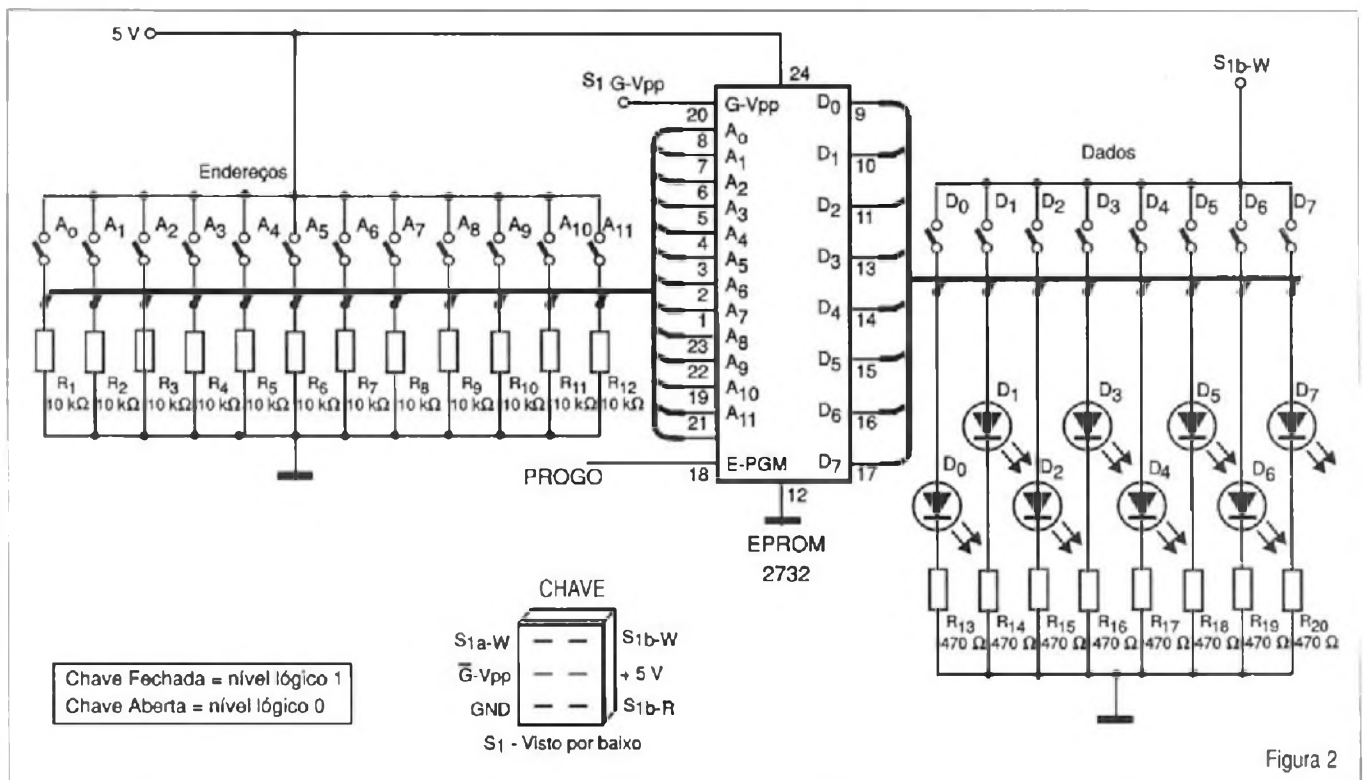 5 V
S1 G-Vpp
24
S1b-W
20 G-Vpp D0 9
8 A0
7 A1 D1 10
6 A2
5 A3 D2 11
4 A4
3 A5 D3 13
2 A6
1 A7 D4 14
23 A8
22 A9 D5 15
19 A10
21 A11 D6 16
18 E-PGM D7 17
PROGO
12
EPROM
2732
Endereços
A0 A1 A2 A3 A4 A5 A6 A7 A8 A9 A10 A11
R1 R2 R3 R4 R5 R6 R7 R8 R9 R10 R11 R12
10 kΩ 10 kΩ 10 kΩ 10 kΩ 10 kΩ 10 kΩ 10 kΩ 10 kΩ 10 kΩ 10 kΩ 10 kΩ 10 kΩ
Dados
D0 D1 D2 D3 D4 D5 D6 D7
D1 D3 D5 D7
D0 D2 D4 D6
R13 R14 R15 R16 R17 R18 R19 R20
470 Ω 470 Ω 470 Ω 470 Ω 470 Ω 470 Ω 470 Ω 470 Ω
CHAVE
S1a-W S1b-W
G̅-Vpp + 5 V
GND S1b-R
S1 - Visto por baixo
Chave Fechada = nível lógico 1
Chave Aberta = nível lógico 0
Figura 2